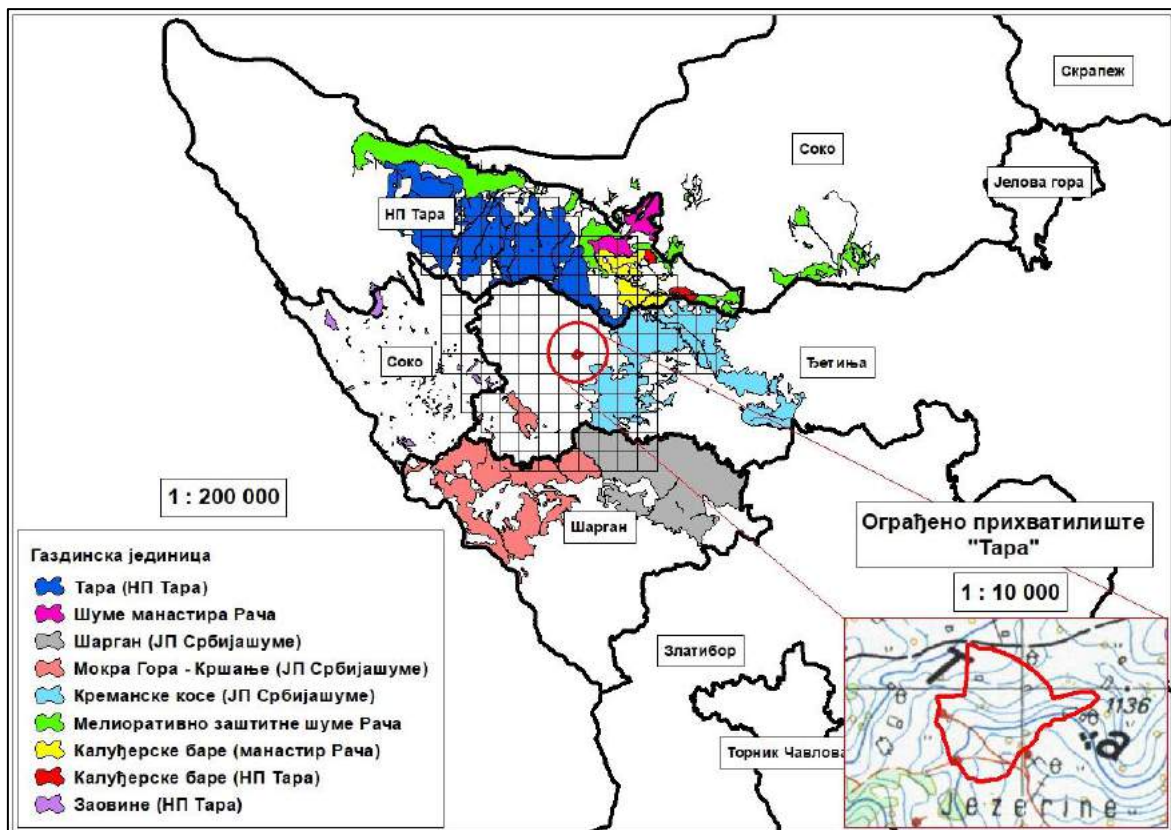 Скрапеж
Соко
Јелова гора
НП Тара
Соко
Ђетиња
1 : 200 000
Шарган
Ограђено прихватилиште
"Тара"
1 : 10 000
Газдинска јединица
Тара (НП Тара)
Шуме манастира Рача
Шарган (ЈП Србијашуме)
Мокра Гора - Кршање (ЈП Србијашуме)
Креманске косе (ЈП Србијашуме)
Мелиоративно заштитне шуме Рача
Калуђерске баре (манастир Рача)
Калуђерске баре (НП Тара)
Заовине (НП Тара)
Златибор
Торник Чавлова
1136
Jezerine